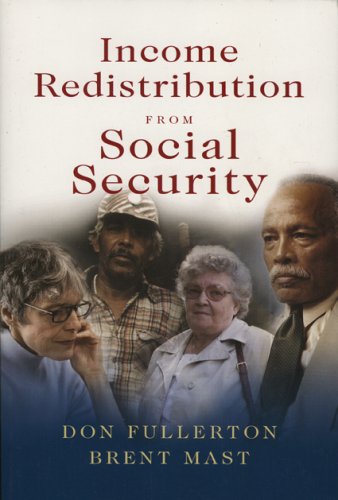 Income
Redistribution
FROM
Social
Security
DON FULLERTON
BRENT MAST